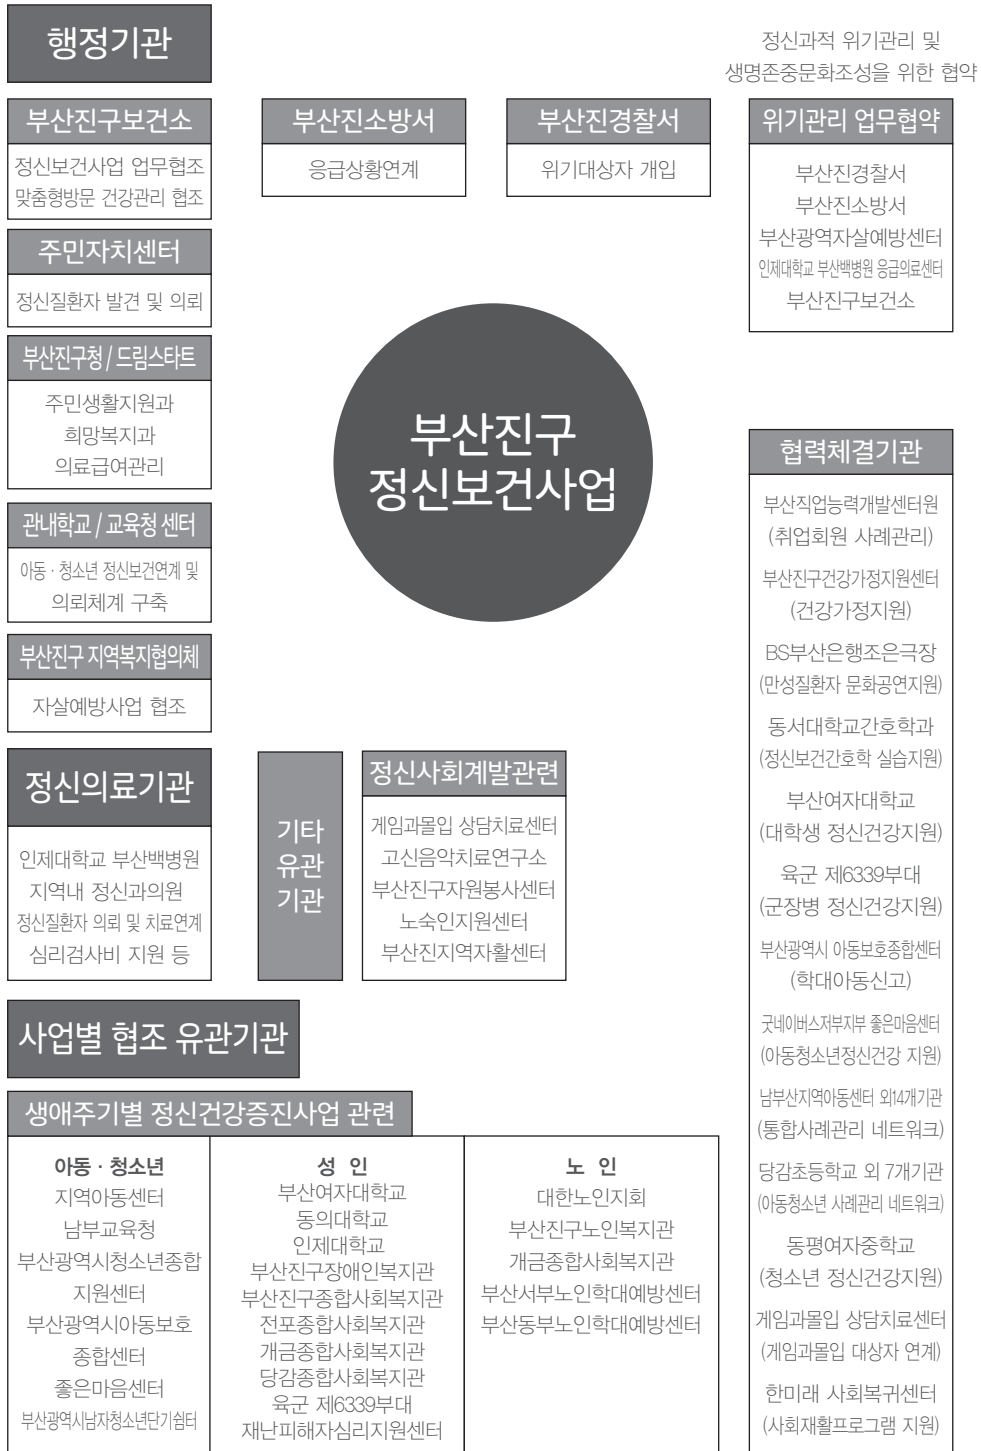 행정기관
정신과적 위기관리 및
생명존중문화조성을 위한 협약
부산진구보건소
정신보건사업 업무협조
맞춤형방문 건강관리 협조
부산진소방서
응급상황연계
부산진경찰서
위기대상자 개입
위기관리 업무협약
부산진경찰서
부산진소방서
부산광역자살예방센터
인제대학교 부산백병원 응급의료센터
부산진구보건소
주민자치센터
정신질환자 발견 및 의뢰
부산진구청 / 드림스타트
주민생활지원과
희망복지과
의료급여관리
관내학교 / 교육청 센터
아동 · 청소년 정신보건연계 및
의뢰체계 구축
부산진구 지역복지협의체
자살예방사업 협조
부산진구
정신보건사업
협력체결기관
부산직업능력개발센터원
(취업회원 사례관리)
부산진구건강가정지원센터
(건강가정지원)
BS부산은행조은극장
(만성질환자 문화공연지원)
동서대학교간호학과
(정신보건간호학 실습지원)
부산여자대학교
(대학생 정신건강지원)
육군 제6339부대
(군장병 정신건강지원)
부산광역시 아동보호종합센터
(학대아동신고)
굿네이버스저부지부 좋은마음센터
(아동청소년정신건강 지원)
남부산지역아동센터 외14개기관
(통합사례관리 네트워크)
당감초등학교 외 7개기관
(아동청소년 사례관리 네트워크)
동평여자중학교
(청소년 정신건강지원)
게임과몰입 상담치료센터
(게임과몰입 대상자 연계)
한미래 사회복귀센터
(사회재활프로그램 지원)
정신의료기관
인제대학교 부산백병원
지역내 정신과의원
정신질환자 의뢰 및 치료연계
심리검사비 지원 등
기타
유관
기관
정신사회계발관련
게임과몰입 상담치료센터
고신음악치료연구소
부산진구자원봉사센터
노숙인지원센터
부산진지역자활센터
사업별 협조 유관기관
생애주기별 정신건강증진사업 관련
아동 · 청소년
지역아동센터
남부교육청
부산광역시청소년종합
지원센터
부산광역시아동보호
종합센터
좋은마음센터
부산광역시남자청소년단기쉼터
성 인
부산여자대학교
동의대학교
인제대학교
부산진구장애인복지관
부산진구종합사회복지관
전포종합사회복지관
개금종합사회복지관
당감종합사회복지관
육군 제6339부대
재난피해자심리지원센터
노 인
대한노인지회
부산진구노인복지관
개금종합사회복지관
부산서부노인학대예방센터
부산동부노인학대예방센터